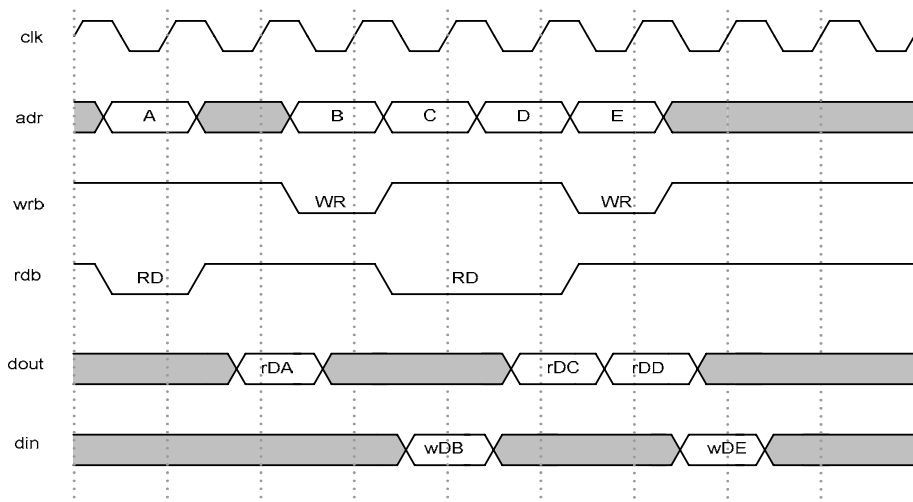 clk
adr A B C D E
wrb WR WR
rdb RD RD
dout rDA rDC rDD
din wDB wDE